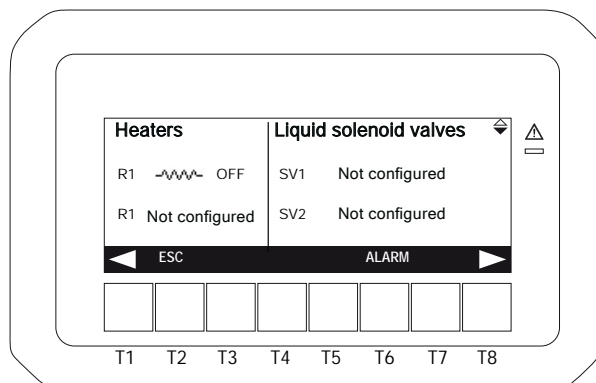 Heaters
Liquid solenoid valves
R1 OFF
SV1 Not configured
R1 Not configured
SV2 Not configured
ESC ALARM
T1 T2 T3 T4 T5 T6 T7 T8